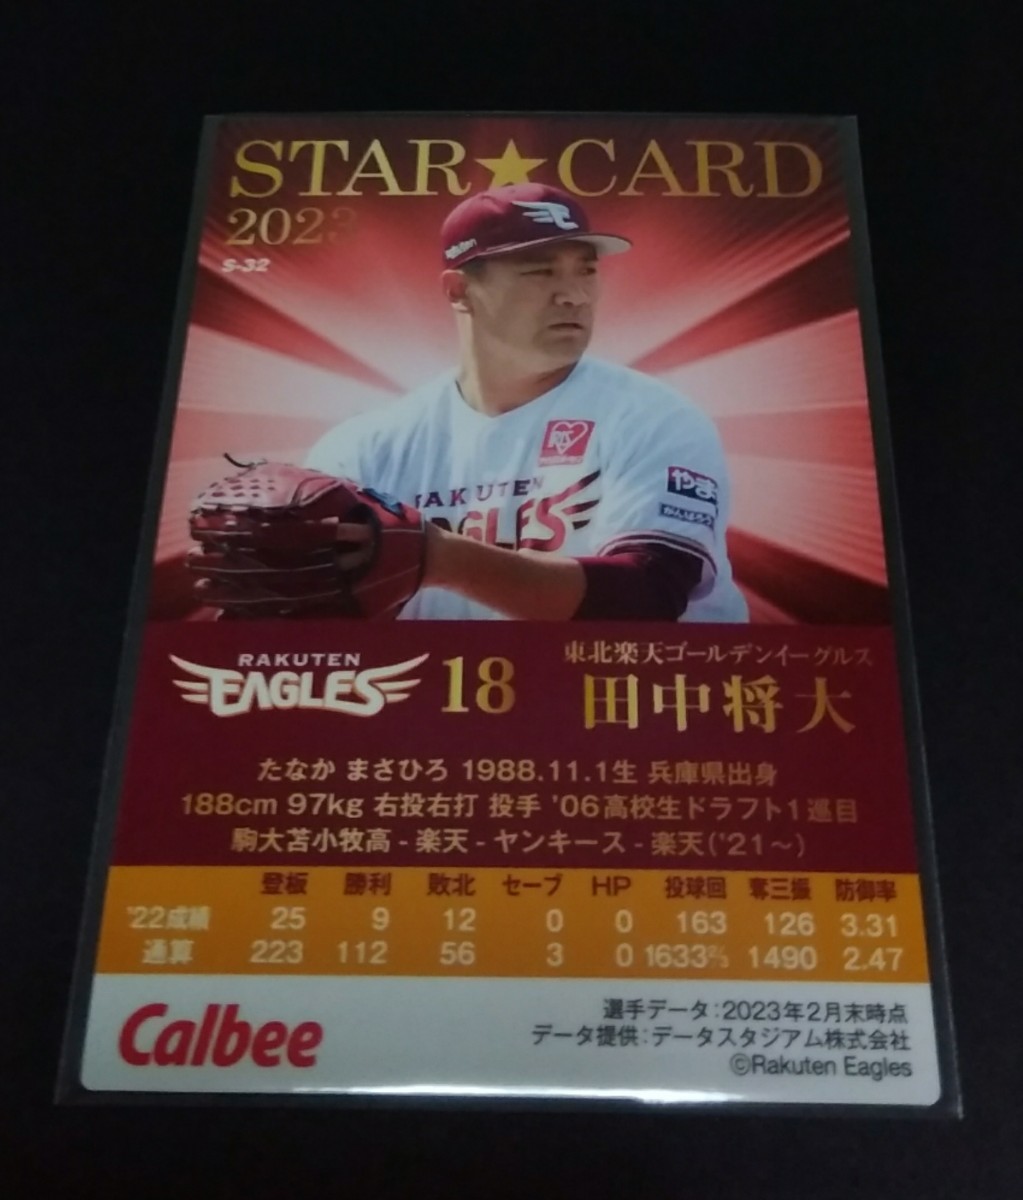 STAR★CARD
2023
S-32
Rakuten
RAKUTEN
EAGLES
やま
がんばろう
RAKUTEN
EAGLES
18
東北楽天ゴールデンイーグルス
田中将大
たなか まさひろ 1988.11.1生 兵庫県出身
188cm 97kg 右投右打 投手 '06高校生ドラフト1巡目
駒大苫小牧高 - 楽天 - ヤンキース - 楽天('21~)
登板 勝利 敗北 セーブ HP 投球回 奪三振 防御率
'22成績 25 9 12 0 0 163 126 3.31
通算 223 112 56 3 0 1633⅔ 1490 2.47
Calbee
選手データ:2023年2月末時点
データ提供:データスタジアム株式会社
©Rakuten Eagles